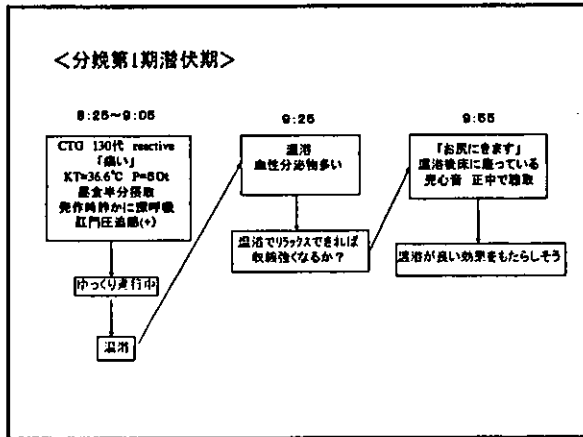 <分娩第1期潜伏期>
8:25~9:05
CTG 130代 reactive
「痛い」
KT=36.6℃ P=80t
昼食半分摂取
発作時静かに深呼吸
肛門圧迫感(+)
ゆっくり進行中
温浴
9:25
温浴
血性分泌物多い
温浴でリラックスできれば
収縮強くなるか?
9:55
「お尻にきます」
温浴後床に座っている
児心音 正中で聴取
温浴が良い効果をもたらしそう